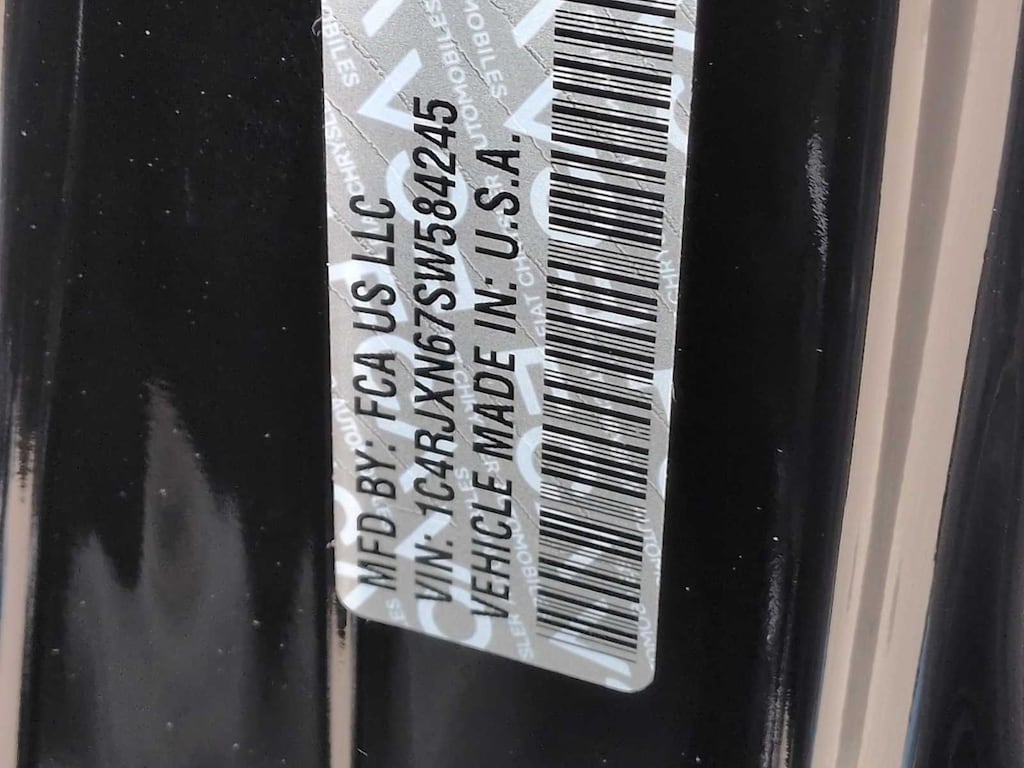 MFD BY: FCA US LLC
VIN: 1C4RJXN67SW584245
VEHICLE MADE IN: U.S.A.